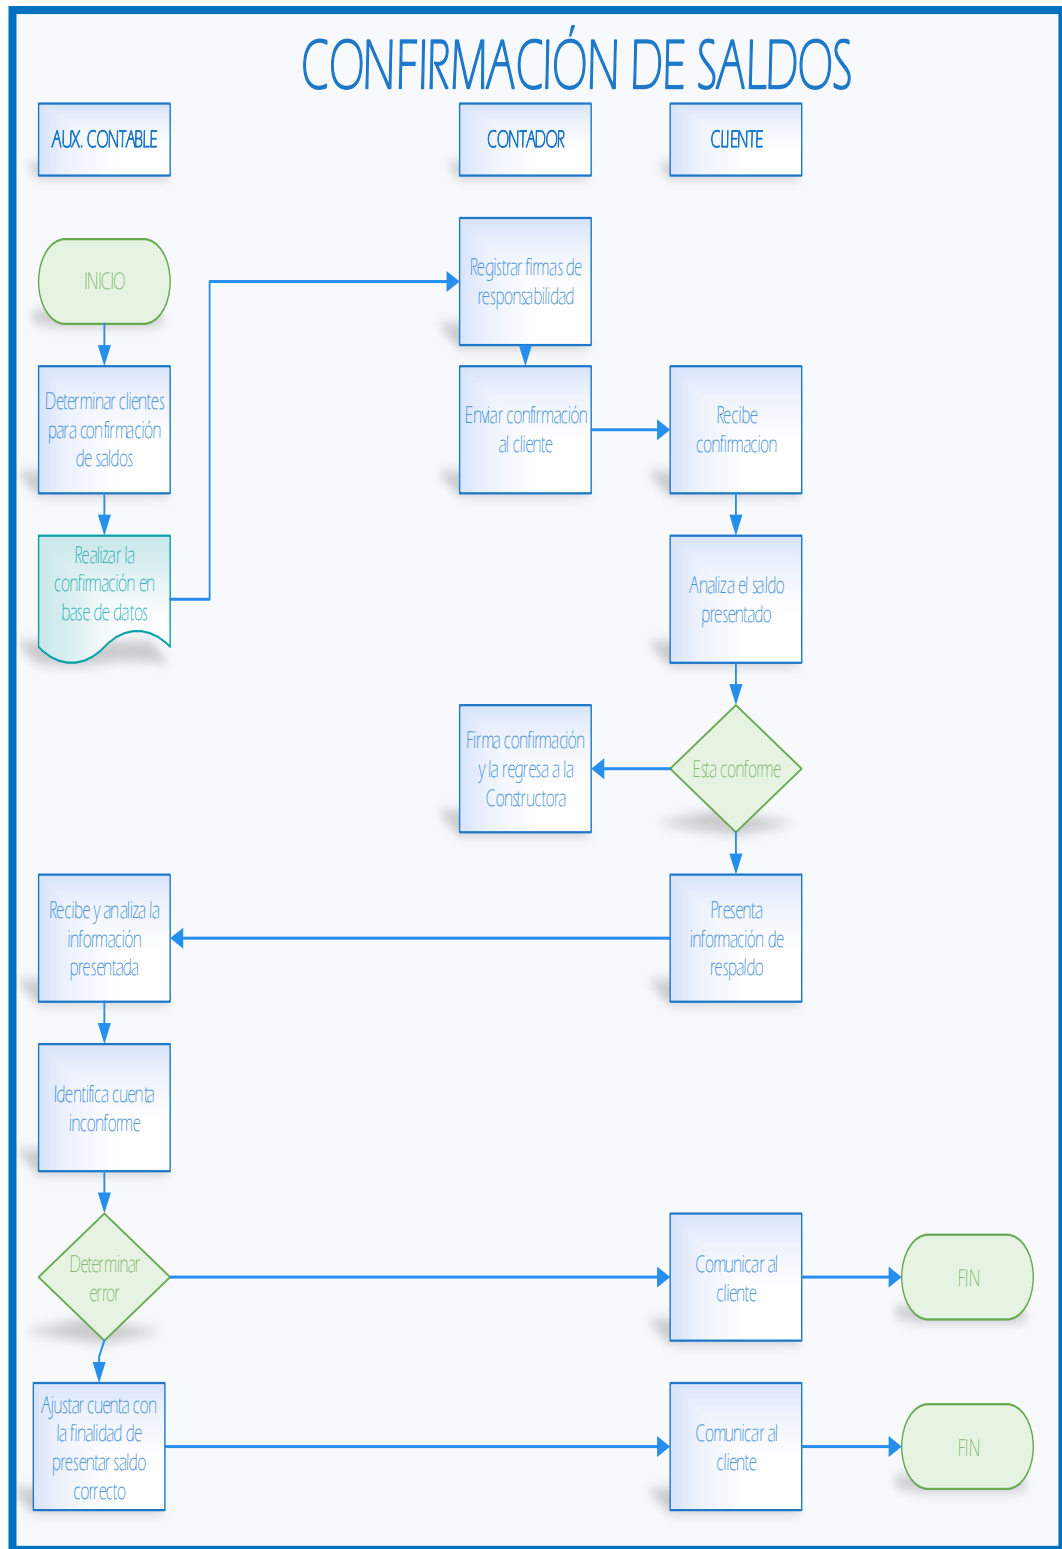 CONFIRMACIÓN DE SALDOS
AUX. CONTABLE
CONTADOR
CLIENTE
INICIO
Registrar firmas de
responsabilidad
Determinar clientes
para confirmación
de saldos
Enviar confirmación
al cliente
Recibe
confirmacion
Realizar la
confirmación en
base de datos
Analiza el saldo
presentado
Firma confirmación
y la regresa a la
Constructora
Esta conforme
Recibe y analiza la
información
presentada
Presenta
información de
respaldo
Identifica cuenta
inconforme
Determinar
error
Comunicar al
cliente
FIN
Ajustar cuenta con
la finalidad de
presentar saldo
correcto
Comunicar al
cliente
FIN